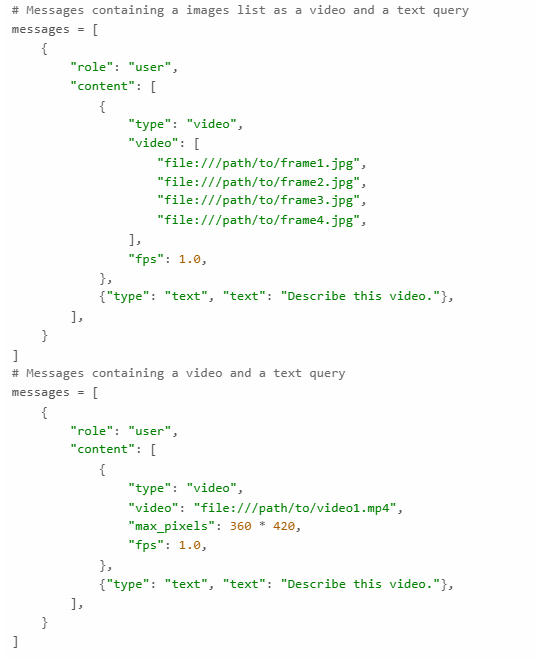 # Messages containing a images list as a video and a text query
messages = [
    {
        "role": "user",
        "content": [
            {
                "type": "video",
                "video": [
                    "file:///path/to/frame1.jpg",
                    "file:///path/to/frame2.jpg",
                    "file:///path/to/frame3.jpg",
                    "file:///path/to/frame4.jpg",
                ],
                "fps": 1.0,
            },
            {"type": "text", "text": "Describe this video."},
        ],
    }
]
# Messages containing a video and a text query
messages = [
    {
        "role": "user",
        "content": [
            {
                "type": "video",
                "video": "file:///path/to/video1.mp4",
                "max_pixels": 360 * 420,
                "fps": 1.0,
            },
            {"type": "text", "text": "Describe this video."},
        ],
    }
]